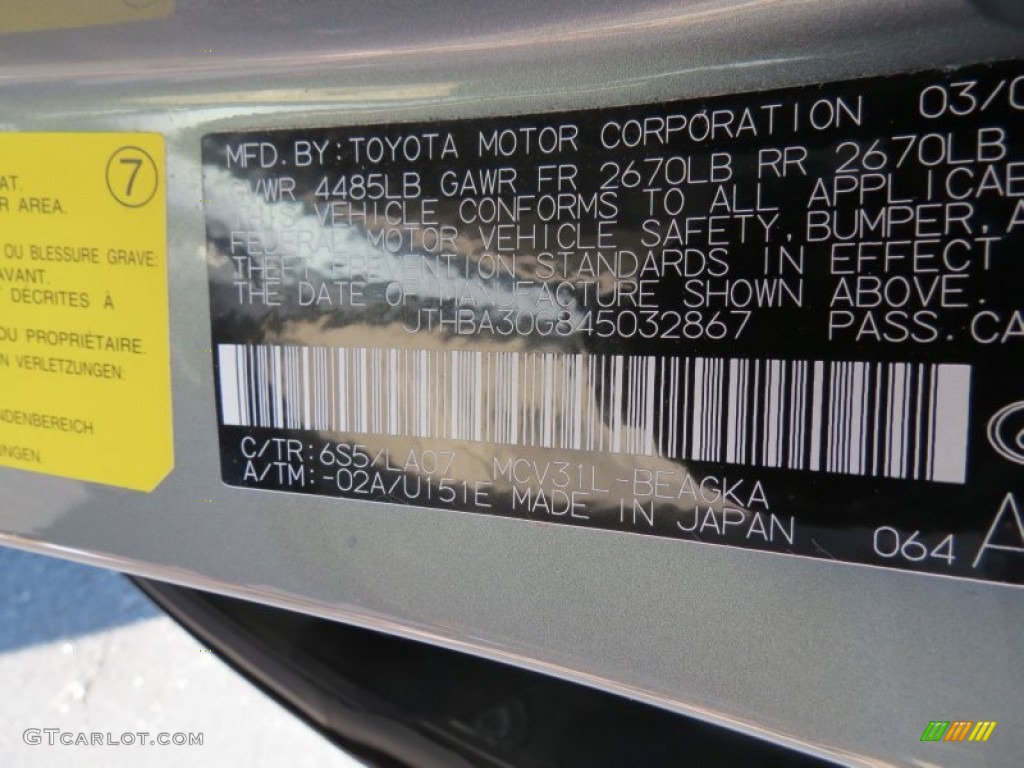 7
AT.
R AREA.
OU BLESSURE GRAVE:
AVANT.
T DÉCRITES À
U PROPRIÉTAIRE.
VERLETZUNGEN:
NDENBEREICH
UNGEN.
03/0
MFD.BY:TOYOTA MOTOR CORPORATION
GVWR 4485LB GAWR FR 2670LB RR 2670LB
THIS VEHICLE CONFORMS TO ALL APPLICAB
FEDERAL MOTOR VEHICLE SAFETY,BUMPER,A
THEFT PREVENTION STANDARDS IN EFFECT
THE DATE OF MANUFACTURE SHOWN ABOVE.
JTHBA30G845032867 PASS.CA
C/TR:6S5/LA07 MCV31L-BEAGKA
A/TM:-02A/U151E MADE IN JAPAN
064 A
GTCARLOT.COM